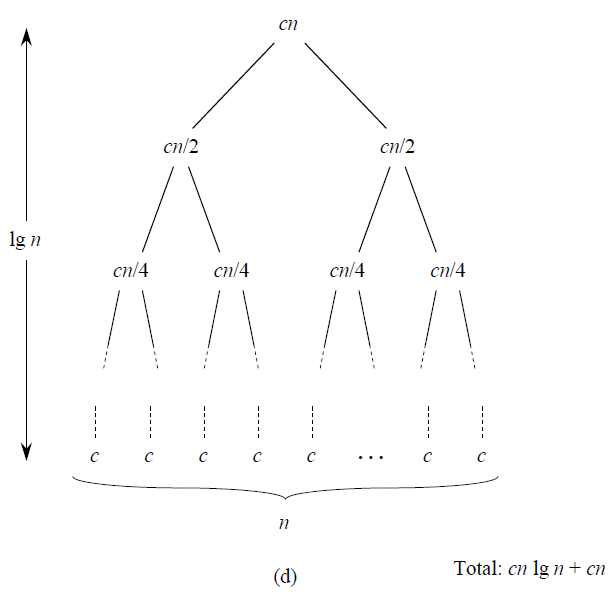 cn
cn/2 cn/2
lg n
cn/4 cn/4 cn/4 cn/4
c c c c c ... c c
n
Total: cn lg n + cn
(d)